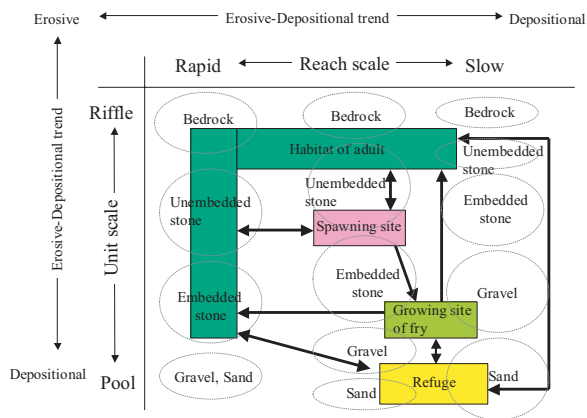 Erosive
Erosive-Depositional trend
Depositional
Rapid
Reach scale
Slow
Erosive-Depositional trend
Unit scale
Riffle
Bedrock
Bedrock
Bedrock
Habitat of adult
Unembedded
stone
Unembedded
stone
Unembedded
stone
Embedded
stone
Spawning site
Embedded
stone
Embedded
stone
Gravel
Growing site
of fry
Gravel
Depositional
Pool
Gravel, Sand
Sand
Refuge
Sand